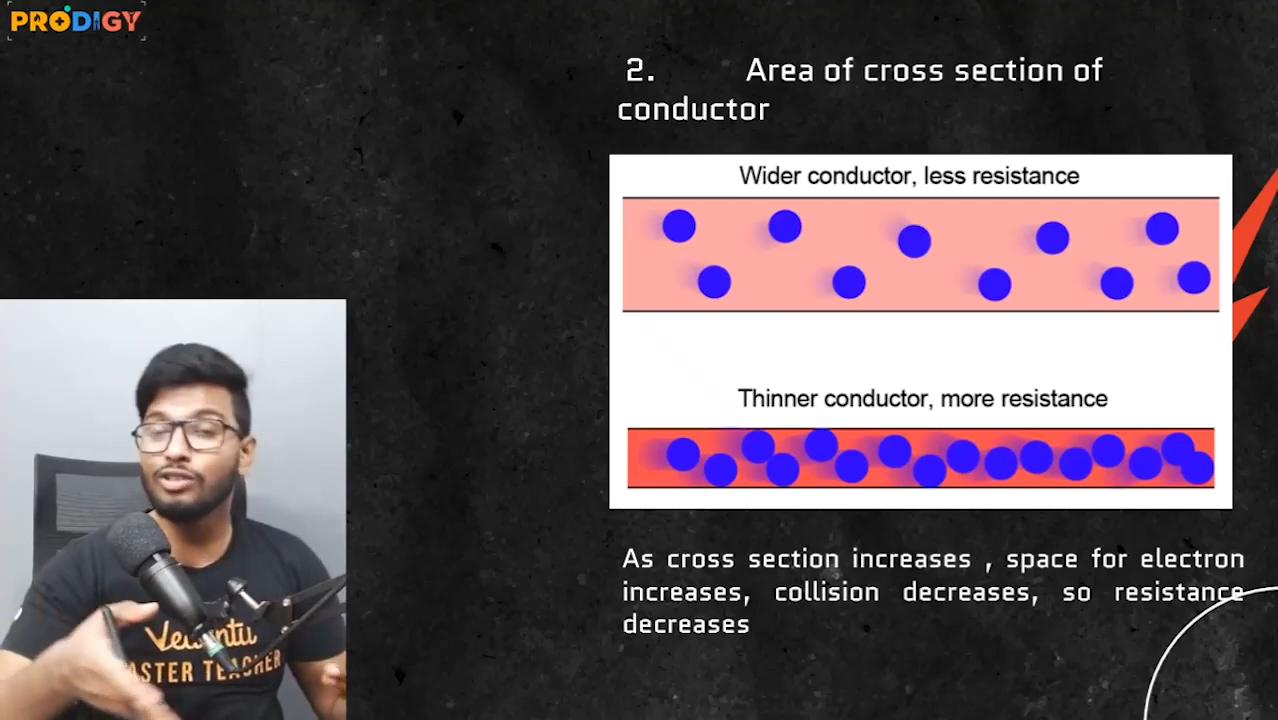 PRODIGY
2. Area of cross section of
conductor
Wider conductor, less resistance
Thinner conductor, more resistance
As cross section increases , space for electron
increases, collision decreases, so resistance
decreases
Vedantu
MASTER TEACHER